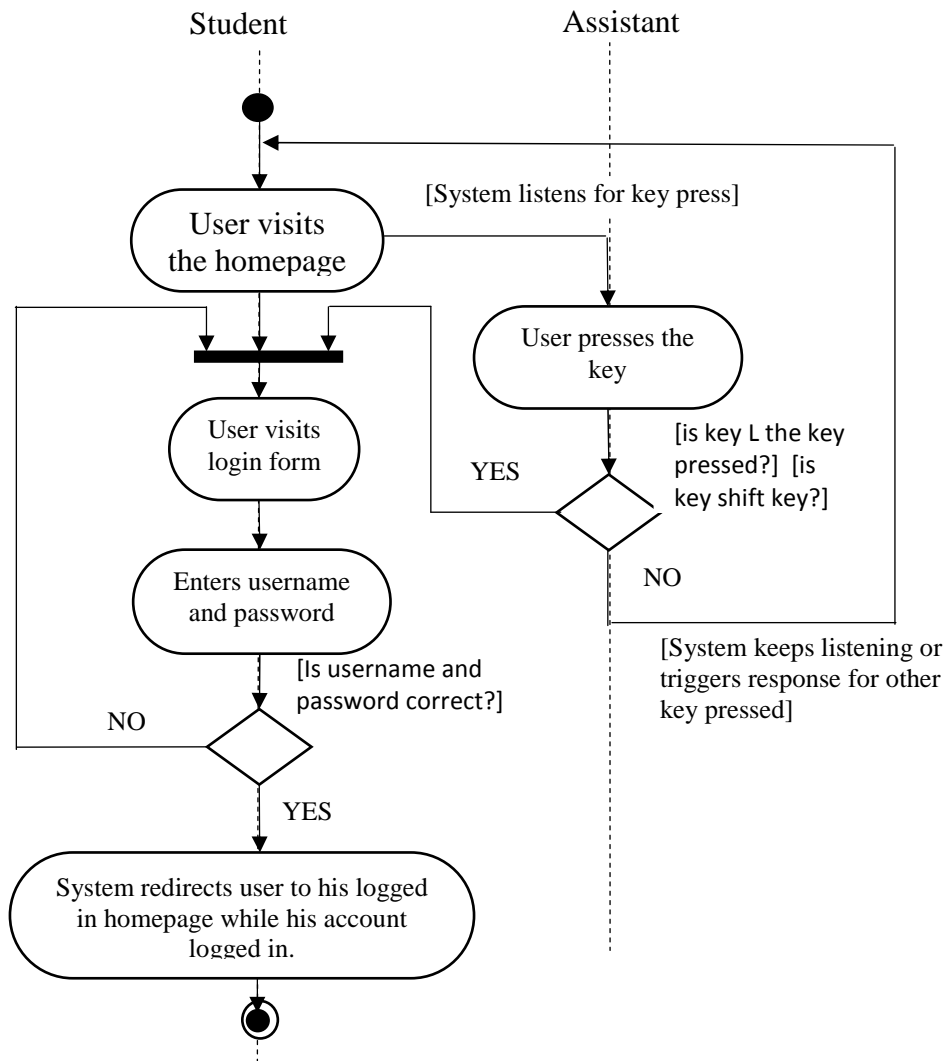 Student
Assistant
[System listens for key press]
User visits
the homepage
User presses the
key
User visits
login form
[is key L the key
pressed?] [is
key shift key?]
YES
NO
Enters username
and password
[System keeps listening or
triggers response for other
key pressed]
[Is username and
password correct?]
NO
YES
System redirects user to his logged
in homepage while his account
logged in.